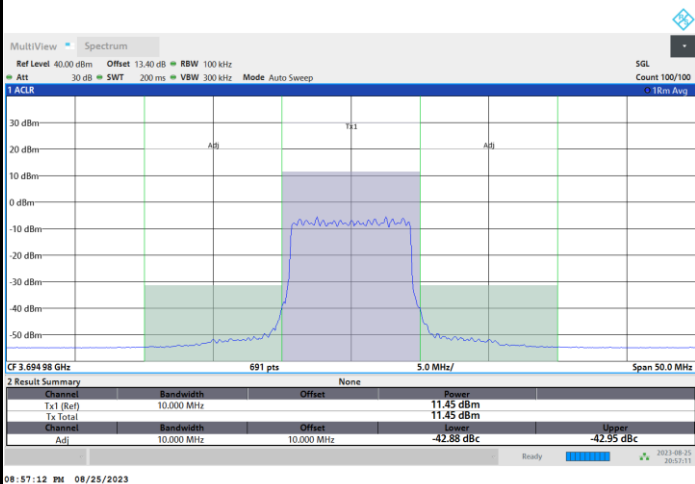 MultiView Spectrum
Ref Level 40.00 dBm Offset 13.40 dB RBW 100 kHz SGL
Att 30 dB SWT 200 ms VBW 300 kHz Mode Auto Sweep Count 100/100
1 ACLR 1Rm Avg
30 dBm
Tx1
20 dBm
Adj Adj
10 dBm
0 dBm
-10 dBm
-20 dBm
-30 dBm
-40 dBm
-50 dBm
CF 3.694 98 GHz 691 pts 5.0 MHz/ Span 50.0 MHz
2 Result Summary None
Channel Bandwidth Offset Power
Tx1 (Ref) 10.000 MHz 11.45 dBm
Tx Total 11.45 dBm
Channel Bandwidth Offset Lower Upper
Adj 10.000 MHz 10.000 MHz -42.88 dBc -42.95 dBc
Ready 2023-08-25
20:57:11
08:57:12 PM 08/25/2023